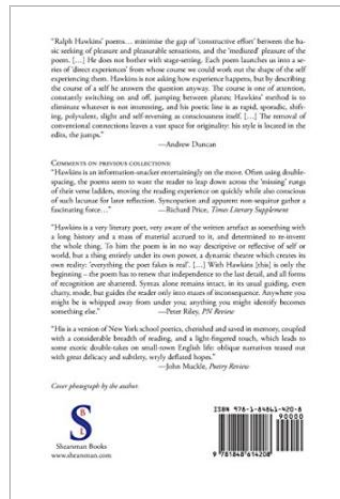 “Ralph Hawkins’ poems… minimise the gap of ‘constructive effort’ between the ba-
sic seeking of pleasure and pleasurable sensations, and the ‘mediated’ pleasure of the
poem. […] He does not bother with stage-setting. Each poem launches us into a se-
ries of ‘direct experiences’ from whose course we could work out the shape of the self
experiencing them. Hawkins is not asking how experience happens, but by describing
the course of a self he answers the question anyway. The course is one of attention,
constantly switching on and off, jumping between planes; Hawkins’ method is to
eliminate whatever is not interesting, and his poetic line is as rapid, sporadic, shift-
ing, polyvalent, slight and self-reversing as consciousness itself. […] The removal of
conventional connections leaves a vast space for originality: his style is located in the
edits, the jumps.”
—Andrew Duncan
Comments on previous collections:
“Hawkins is an information-stacker entertainingly on the move. Often using double-
spacing, the poems seem to want the reader to leap down across the ‘missing’ rungs
of their verse ladders, moving the reading experience on quickly while also conscious
of such lacunae for later reflection. Syncopation and apparent non-sequitur gather a
fascinating force…” —Richard Price, Times Literary Supplement
“Hawkins is a very literary poet, very aware of the written artefact as something with
a long history and a mass of material accrued to it, and determined to re-invent
the whole thing. To him the poem is in no way descriptive or reflective of self or
world, but a thing entirely under its own power, a dynamic theatre which creates its
own reality: ‘everything the poet fakes is real’. […] With Hawkins [this] is only the
beginning – the poem has to renew that independence to the last detail, and all forms
of recognition are shattered. Syntax alone remains intact, in its usual guiding, even
chatty, mode, but guides the reader only into mazes of inconsequence. Anywhere you
might be is whipped away from under you; anything you might identify becomes
something else.” —Peter Riley, PN Review
“His is a version of New York school poetics, cherished and saved in memory, coupled
with a considerable breadth of reading, and a light-fingered touch, which leads to
some exotic double-takes on small-town English life: oblique narratives teased out
with great delicacy and subtlety, wryly deflated hopes.”
—John Muckle, Poetry Review
Cover photograph by the author.
S B L
Shearsman Books
www.shearsman.com
ISBN 978-1-84861-420-8
90000
9 781848 614208